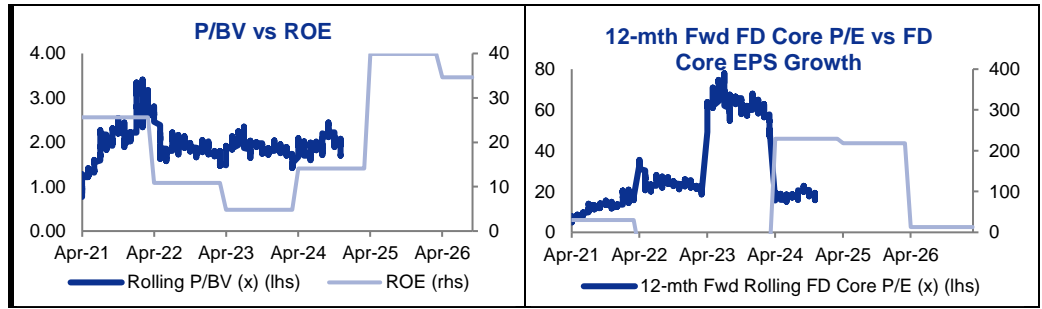 P/BV vs ROE
4.00
3.00
2.00
1.00
0.00
40
30
20
10
0
Apr-21 Apr-22 Apr-23 Apr-24 Apr-25 Apr-26
Rolling P/BV (x) (lhs) ROE (rhs)
12-mth Fwd FD Core P/E vs FD
Core EPS Growth
80
60
40
20
0
400
300
200
100
0
Apr-21 Apr-22 Apr-23 Apr-24 Apr-25 Apr-26
12-mth Fwd Rolling FD Core P/E (x) (lhs)